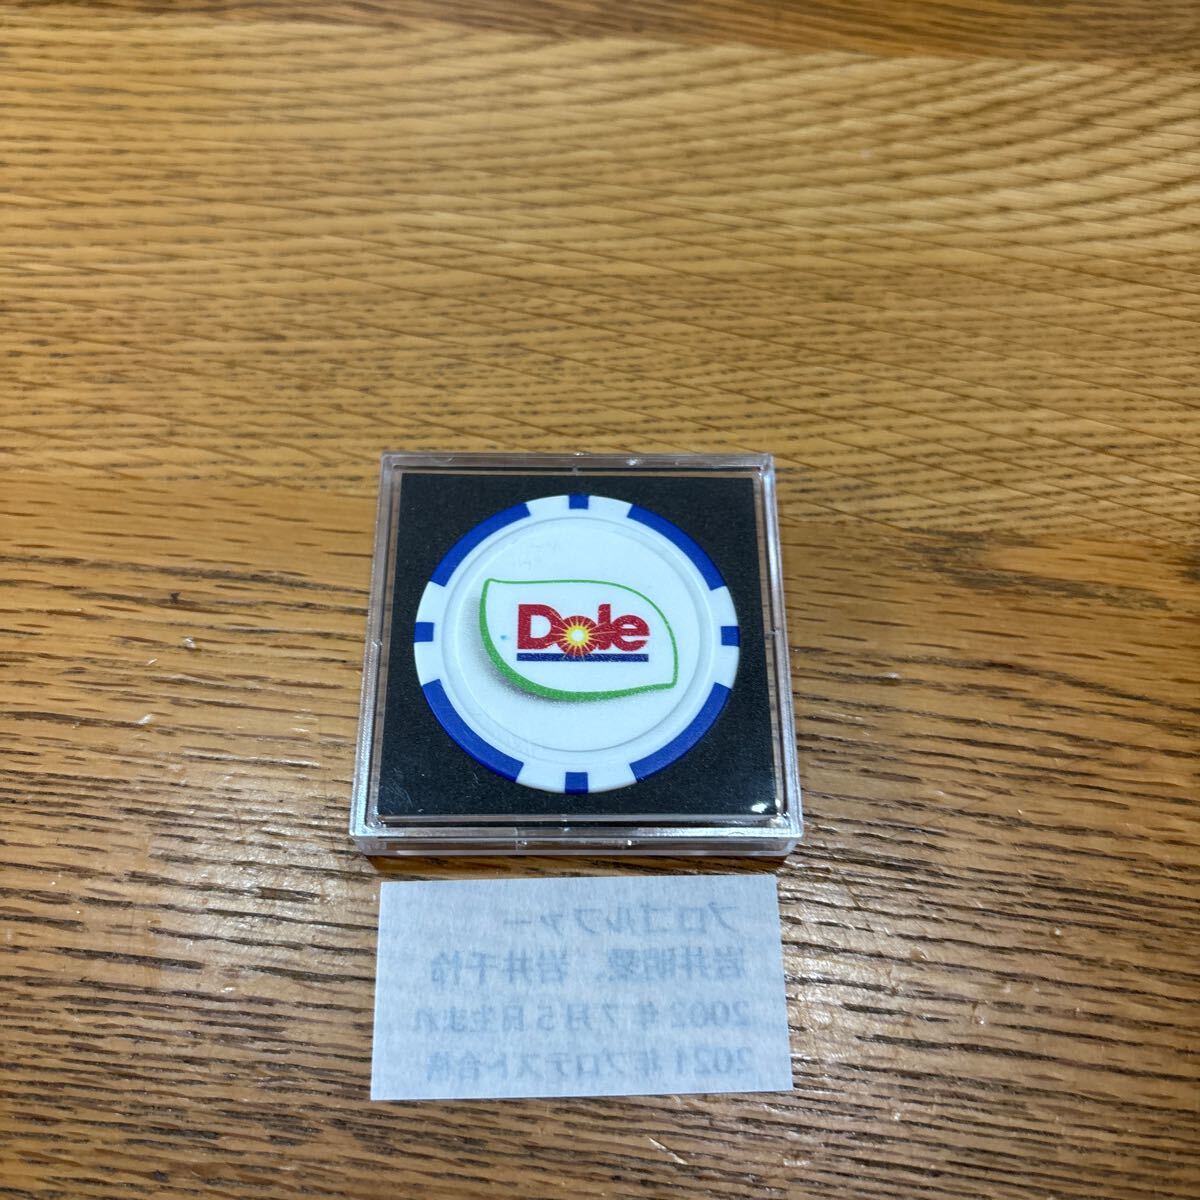 Dole
プロゴルファー
岩井明愛、岩井千怜
2002年7月5日生まれ
2021年プロテスト合格